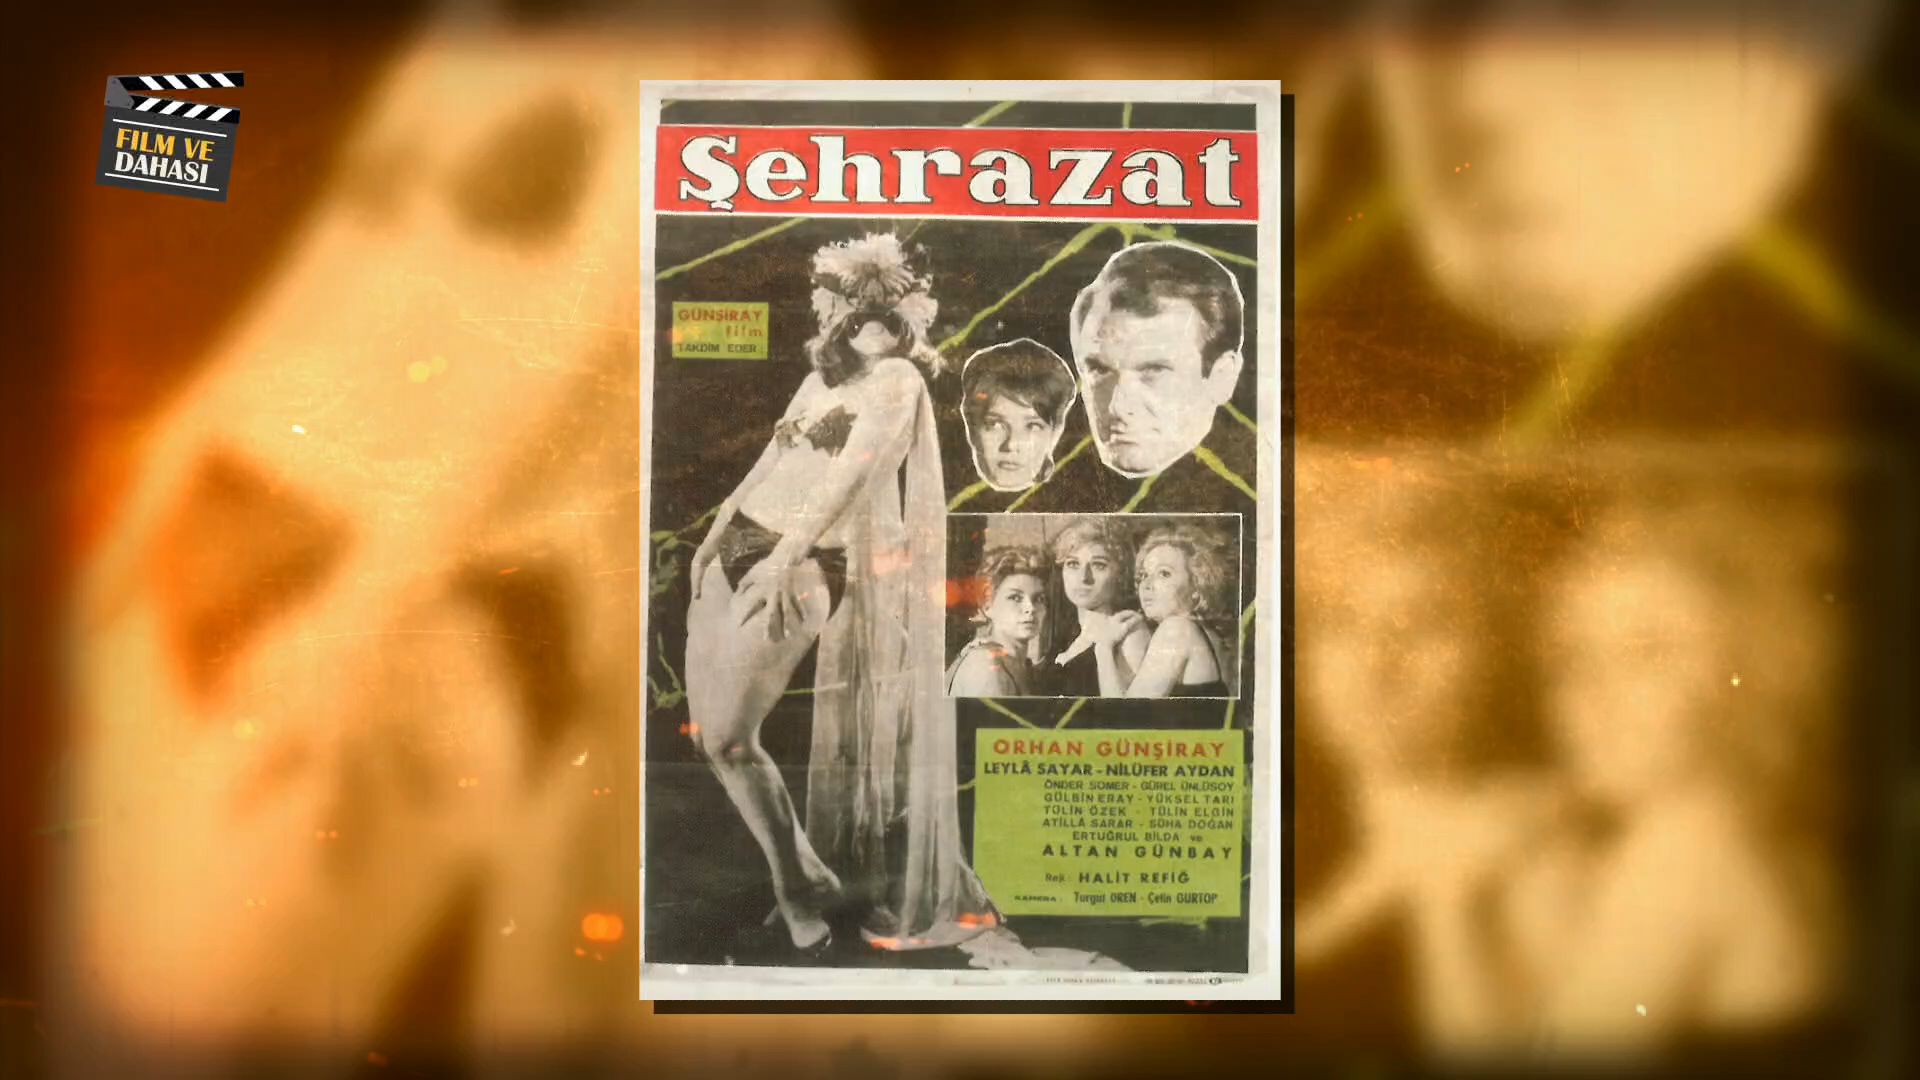 FILM VE
DAHASI
Şehrazat
GÜNŞİRAY
film
TAKDİM EDER
ORHAN GÜNŞİRAY
LEYLÂ SAYAR - NİLÜFER AYDAN
ÖNDER SOMER - GÜREL ÜNLÜSOY
GÜLBİN ERAY - YÜKSEL TARI
TÜLİN ÖZEK - TÜLİN ELGİN
ATİLLÂ SARAR - SÜHA DOĞAN
ERTUĞRUL BİLDA ve
ALTAN GÜNBAY
Reji: HALİT REFİĞ
KAMERA: Turgut ÖREN - Çetin GÜRTOP